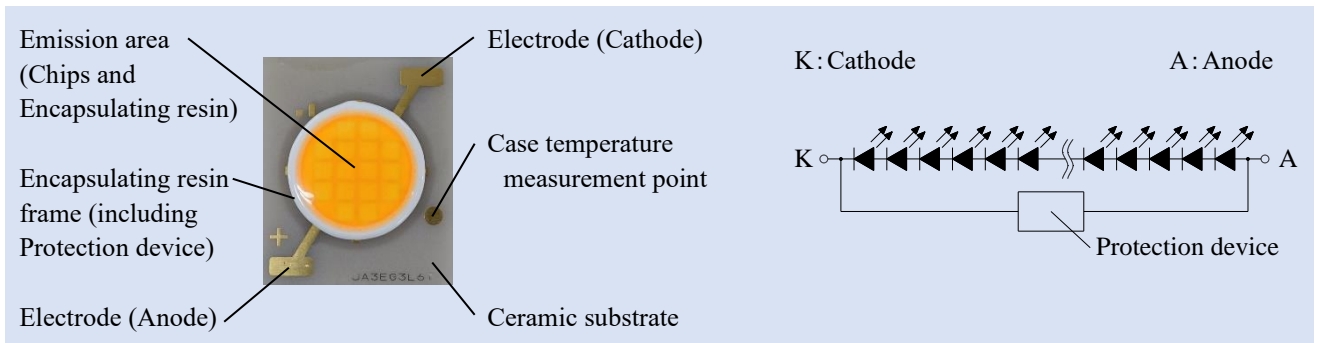 Emission area
(Chips and
Encapsulating resin)
Encapsulating resin
frame (including
Protection device)
Electrode (Anode)
+
Electrode (Cathode)
Case temperature
measurement point
Ceramic substrate
K : Cathode
A : Anode
K
A
Protection device